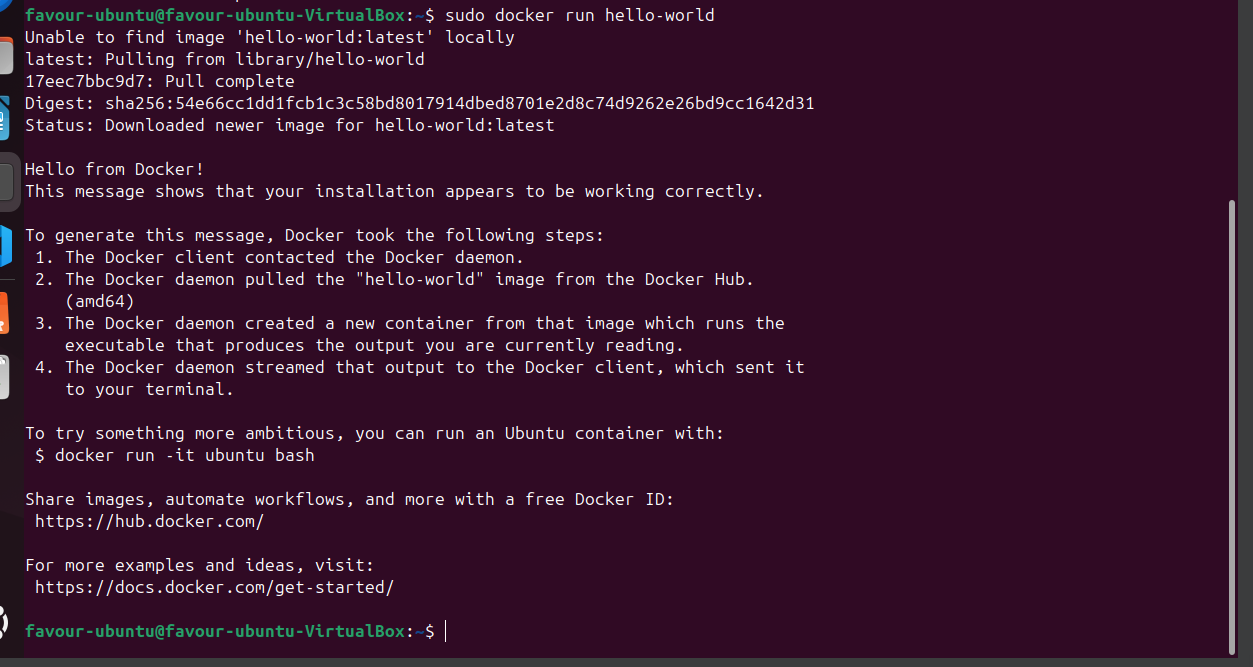 favour-ubuntu@favour-ubuntu-VirtualBox:~$ sudo docker run hello-world
Unable to find image 'hello-world:latest' locally
latest: Pulling from library/hello-world
17eec7bbc9d7: Pull complete
Digest: sha256:54e66cc1dd1fcb1c3c58bd8017914dbed8701e2d8c74d9262e26bd9cc1642d31
Status: Downloaded newer image for hello-world:latest
Hello from Docker!
This message shows that your installation appears to be working correctly.
To generate this message, Docker took the following steps:
1. The Docker client contacted the Docker daemon.
2. The Docker daemon pulled the "hello-world" image from the Docker Hub.
(amd64)
3. The Docker daemon created a new container from that image which runs the
executable that produces the output you are currently reading.
4. The Docker daemon streamed that output to the Docker client, which sent it
to your terminal.
To try something more ambitious, you can run an Ubuntu container with:
$ docker run -it ubuntu bash
Share images, automate workflows, and more with a free Docker ID:
https://hub.docker.com/
For more examples and ideas, visit:
https://docs.docker.com/get-started/
favour-ubuntu@favour-ubuntu-VirtualBox:~$